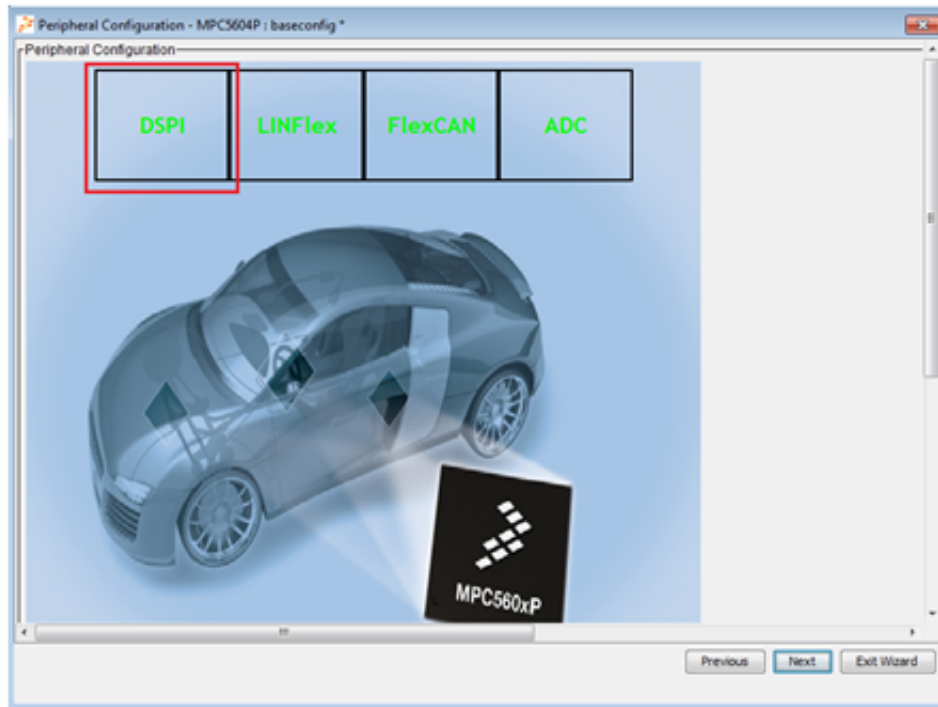 Peripheral Configuration - MPC5604P : baseconfig *
Peripheral Configuration
DSPI LINFlex FlexCAN ADC
MPC560xP
Previous Next Exit Wizard